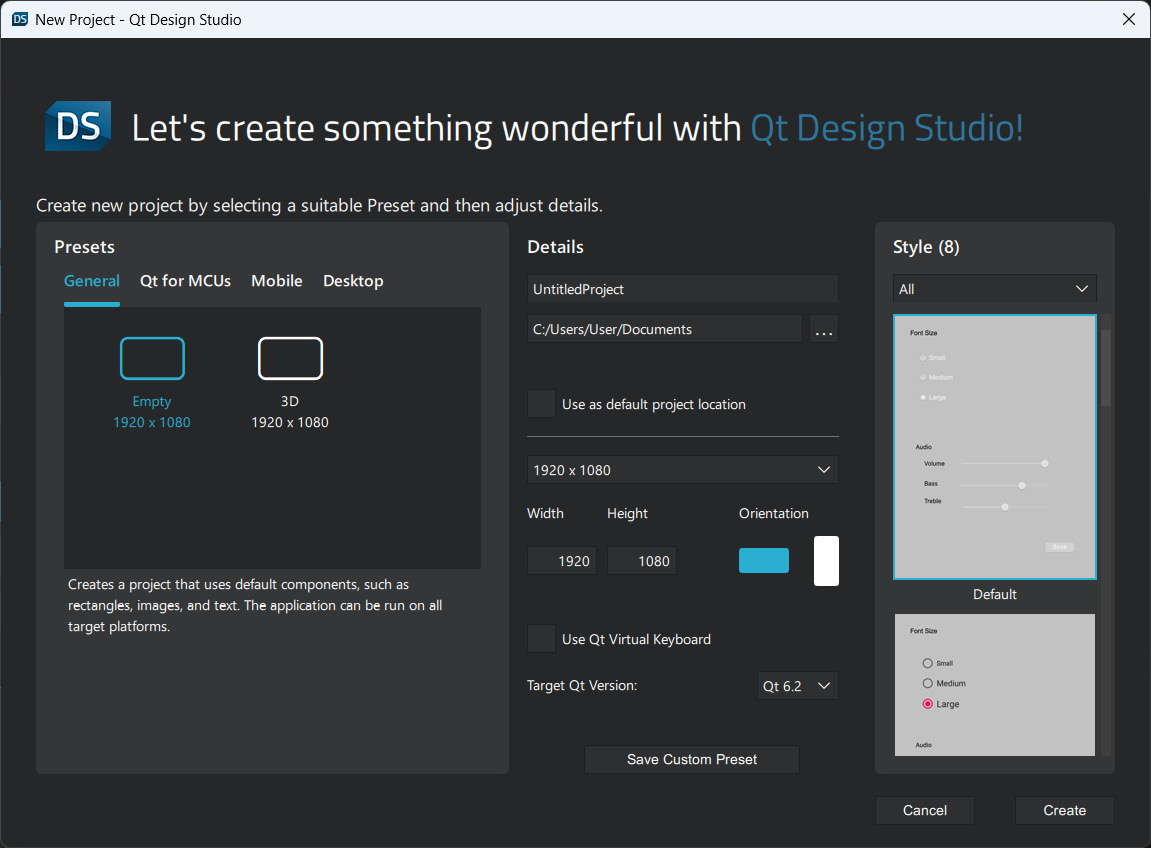 DS New Project - Qt Design Studio
DS Let's create something wonderful with Qt Design Studio!
Create new project by selecting a suitable Preset and then adjust details.
Presets
General Qt for MCUs Mobile Desktop
Empty
1920 x 1080
3D
1920 x 1080
Creates a project that uses default components, such as
rectangles, images, and text. The application can be run on all
target platforms.
Details
UntitledProject
C:/Users/User/Documents
...
Use as default project location
1920 x 1080
Width Height Orientation
1920 1080
Use Qt Virtual Keyboard
Target Qt Version: Qt 6.2
Save Custom Preset
Style (8)
All
Font Size
Small
Medium
Large
Audio
Volume
Bass
Treble
Save
Default
Font Size
Small
Medium
Large
Audio
Cancel Create